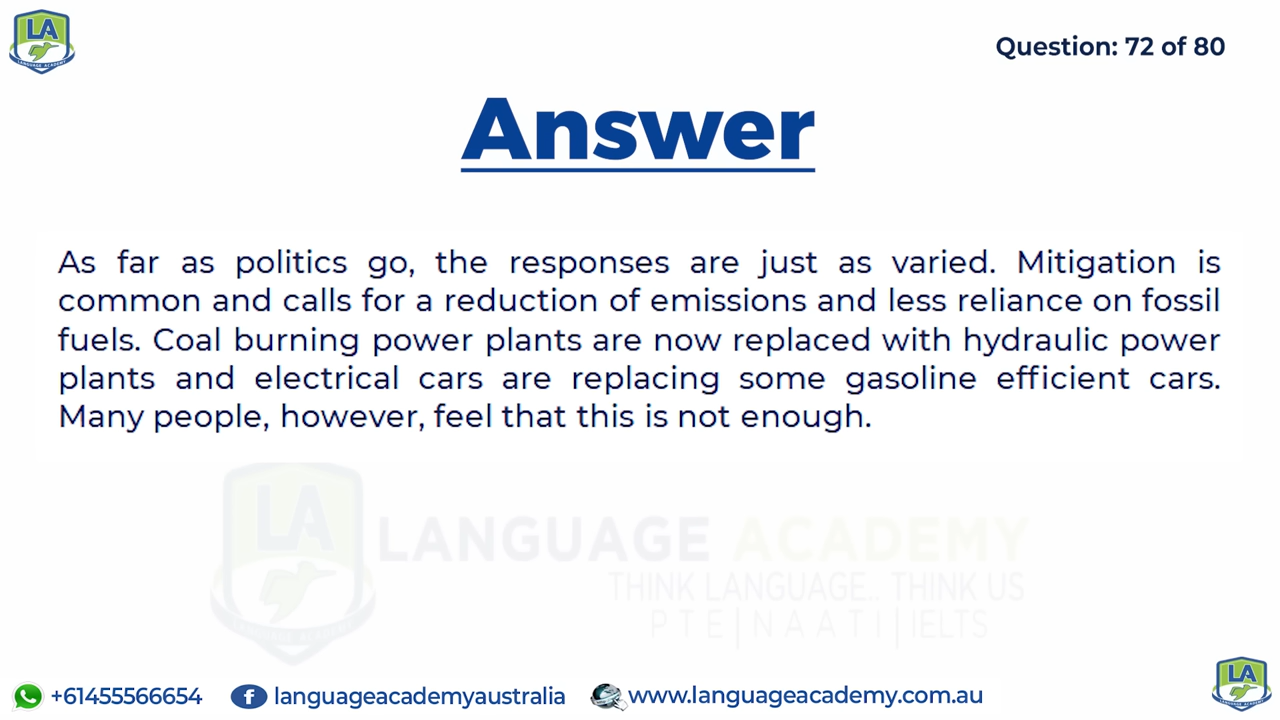 LA
LANGUAGE ACADEMY
Question: 72 of 80
Answer
As far as politics go, the responses are just as varied. Mitigation is
common and calls for a reduction of emissions and less reliance on fossil
fuels. Coal burning power plants are now replaced with hydraulic power
plants and electrical cars are replacing some gasoline efficient cars.
Many people, however, feel that this is not enough.
LA
LANGUAGE ACADEMY
LANGUAGE ACADEMY
THINK LANGUAGE.. THINK US
PTE|NAATI|IELTS
+61455566654
languageacademyaustralia
www.languageacademy.com.au
LA
LANGUAGE ACADEMY